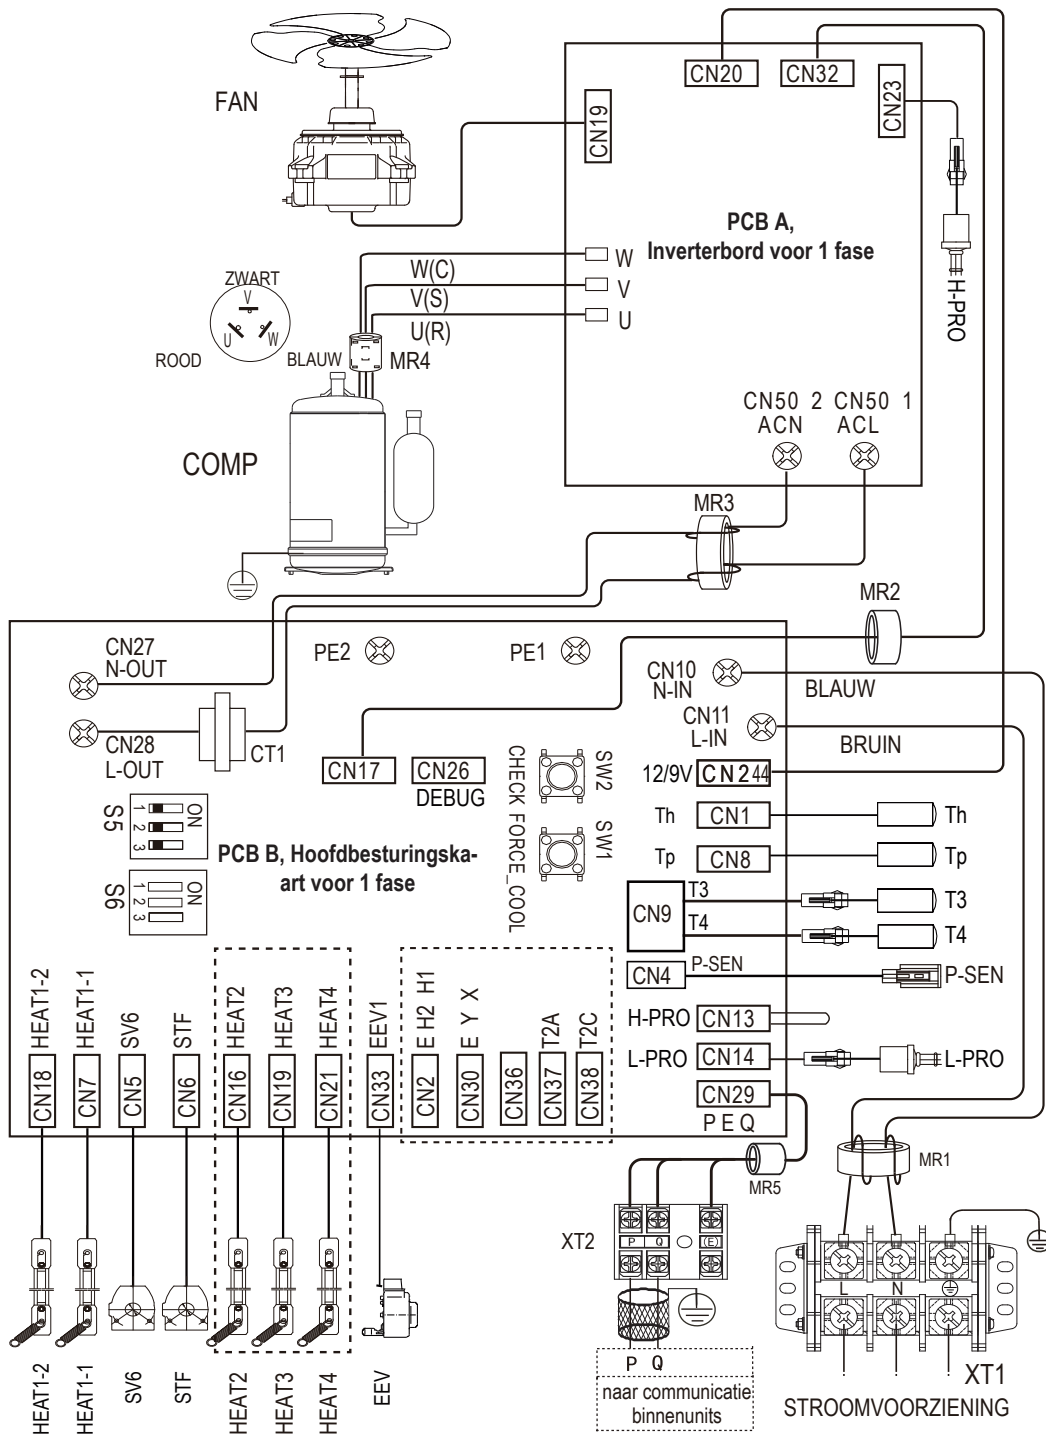 FAN
CN20
CN32
CN23
CN19
H-PRO
PCB A,
Inverterbord voor 1 fase
W
V
U
W(C)
V(S)
U(R)
ZWART
V
U
W
ROOD
BLAUW
MR4
COMP
CN50 2
ACN
CN50 1
ACL
MR3
MR2
CN27
N-OUT
PE2
PE1
CN10
N-IN
BLAUW
CN11
L-IN
BRUIN
CN28
L-OUT
CT1
CN17
CN26
DEBUG
CHECK
FORCE_COOL
SW2
SW1
12/9V
CN244
Th
CN1
Th
Tp
CN8
Tp
CN9
T3
T3
T4
T4
CN4
P-SEN
P-SEN
H-PRO
CN13
L-PRO
CN14
L-PRO
CN29
P E Q
S5
ON
1 2 3
S6
ON
1 2 3
PCB B, Hoofdbesturingska-
art voor 1 fase
HEAT1-2
HEAT1-1
SV6
STF
HEAT2
HEAT3
HEAT4
EEV1
E H2 H1
E Y X
T2A
T2C
CN18
CN7
CN5
CN6
CN16
CN19
CN21
CN33
CN2
CN30
CN36
CN37
CN38
MR5
MR1
XT2
P
Q
E
L
N
XT1
STROOMVOORZIENING
P Q
naar communicatie
binnenunits
HEAT1-2
HEAT1-1
SV6
STF
HEAT2
HEAT3
HEAT4
EEV